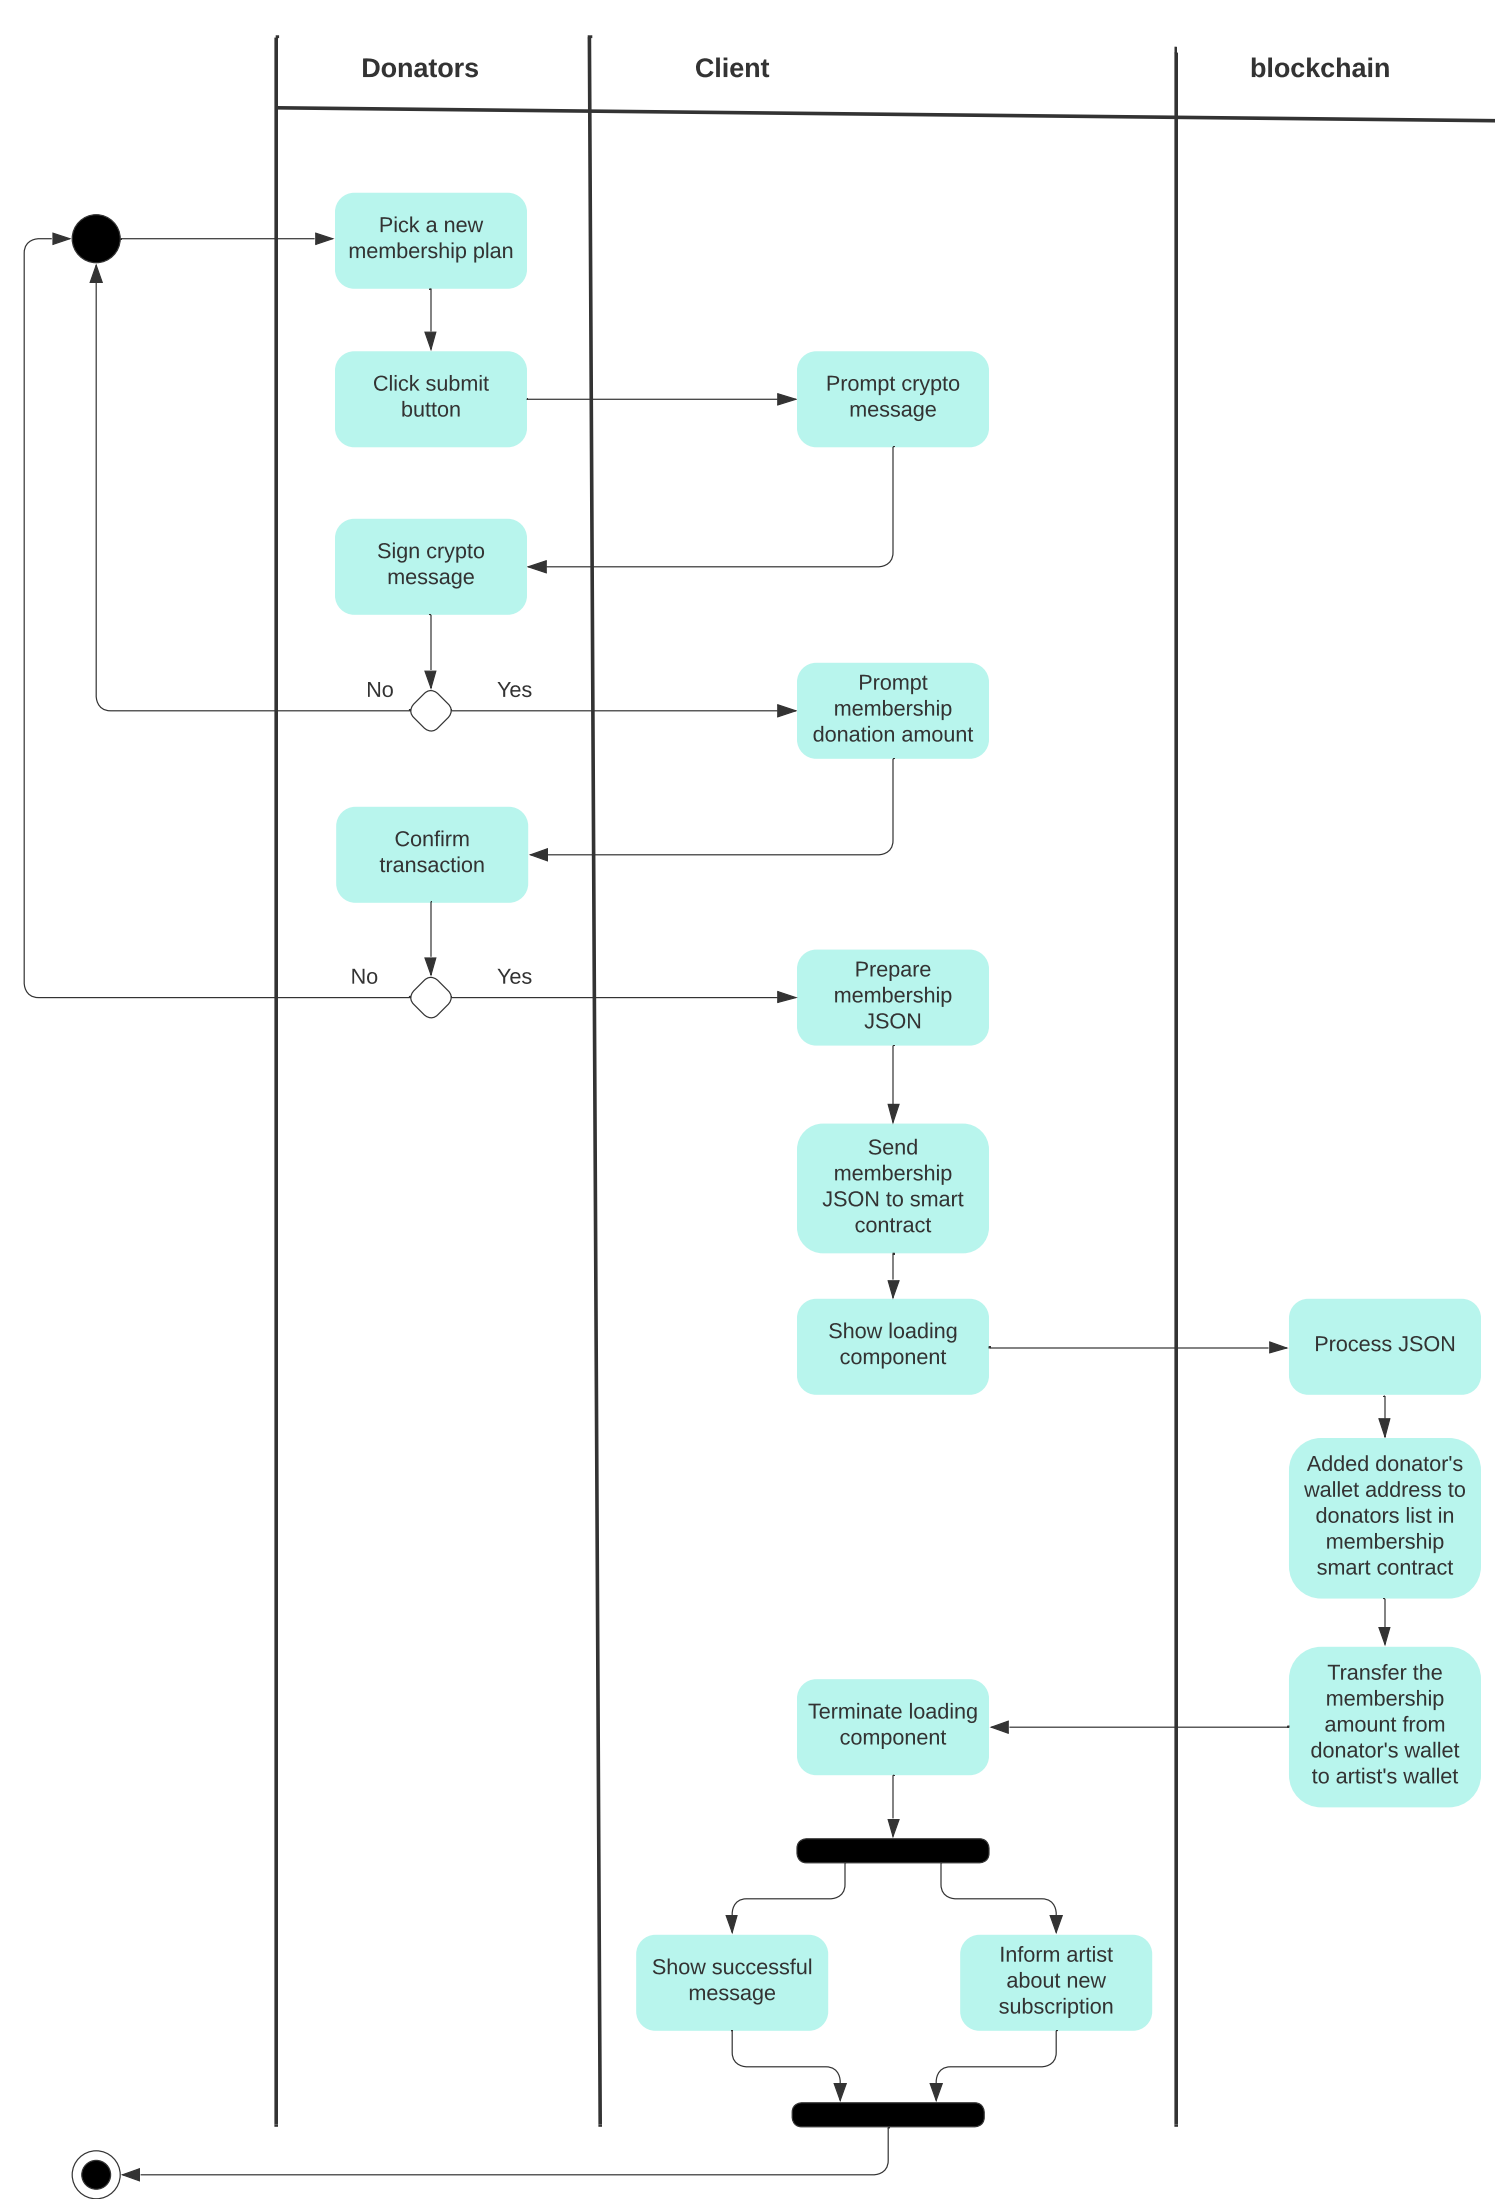 Donators
Client
blockchain
Pick a new
membership plan
Click submit
button
Prompt crypto
message
Sign crypto
message
No
Yes
Prompt
membership
donation amount
Confirm
transaction
No
Yes
Prepare
membership
JSON
Send
membership
JSON to smart
contract
Show loading
component
Process JSON
Added donator's
wallet address to
donators list in
membership
smart contract
Transfer the
membership
amount from
donator's wallet
to artist's wallet
Terminate loading
component
Show successful
message
Inform artist
about new
subscription